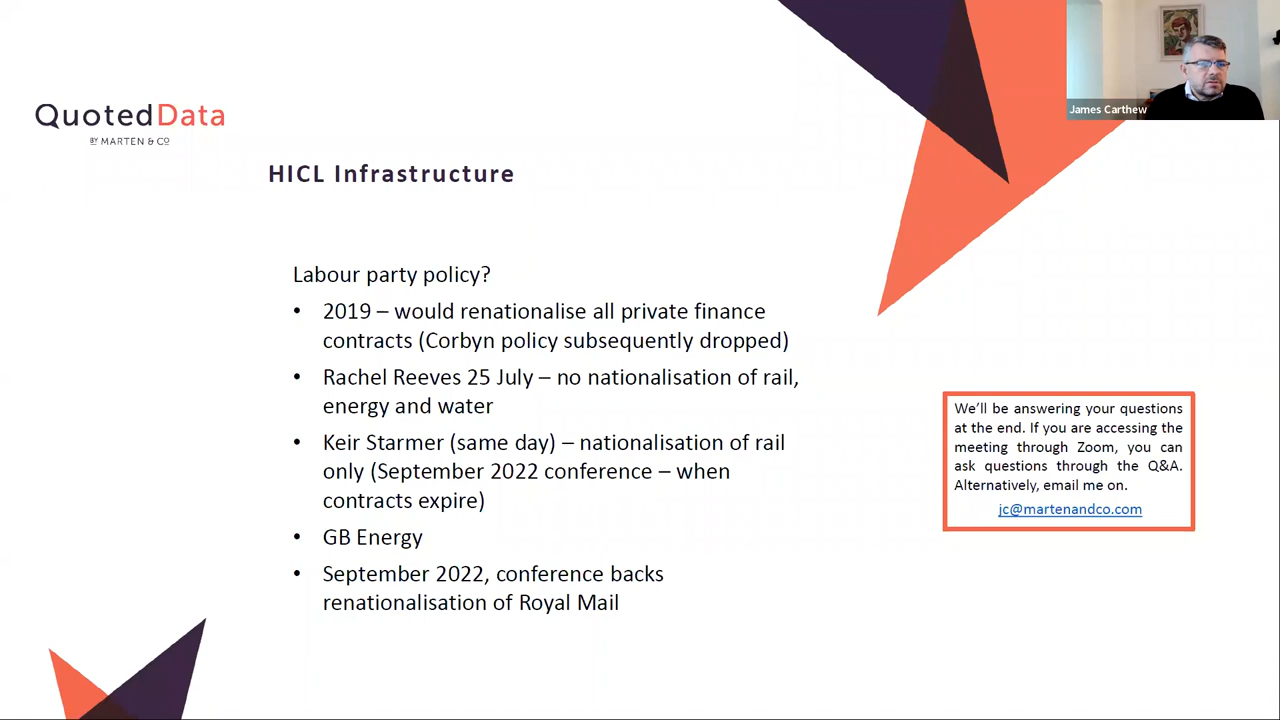 James Carthew
QuotedData
BY MARTEN & CO
HICL Infrastructure
Labour party policy?
• 2019 – would renationalise all private finance
contracts (Corbyn policy subsequently dropped)
• Rachel Reeves 25 July – no nationalisation of rail,
energy and water
• Keir Starmer (same day) – nationalisation of rail
only (September 2022 conference – when
contracts expire)
• GB Energy
• September 2022, conference backs
renationalisation of Royal Mail
We’ll be answering your questions
at the end. If you are accessing the
meeting through Zoom, you can
ask questions through the Q&A.
Alternatively, email me on.
jc@martenandco.com